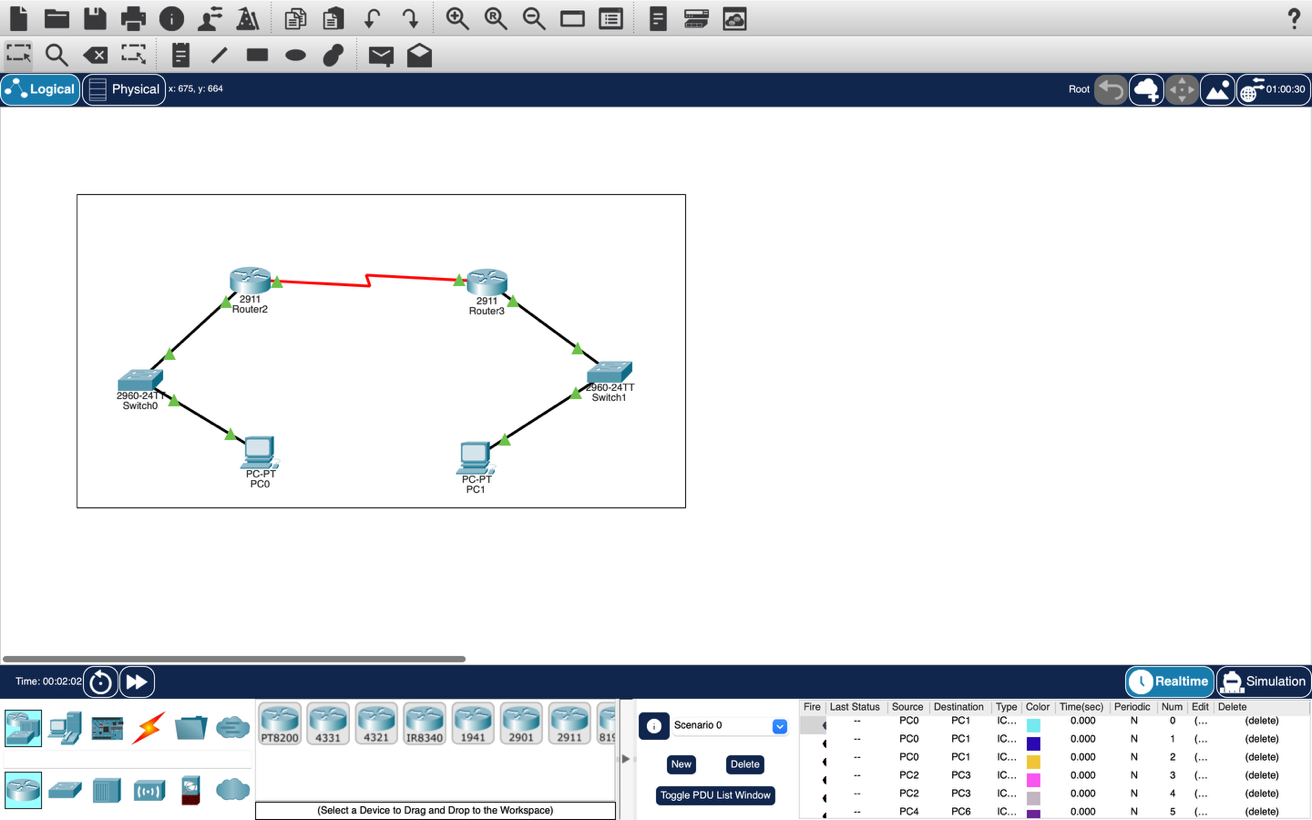 Logical
Physical
x: 675, y: 664
Root
01:00:30
2911
Router2
2911
Router3
2960-24TT
Switch0
2960-24TT
Switch1
PC-PT
PC0
PC-PT
PC1
Time: 00:02:02
Realtime
Simulation
PT8200
4331
4321
IR8340
1941
2901
2911
819
(Select a Device to Drag and Drop to the Workspace)
Scenario 0
New
Delete
Toggle PDU List Window
Fire Last Status Source Destination Type Color Time(sec) Periodic Num Edit Delete
-- PC0 PC1 IC... 0.000 N 0 (... (delete)
-- PC0 PC1 IC... 0.000 N 1 (... (delete)
-- PC0 PC1 IC... 0.000 N 2 (... (delete)
-- PC2 PC3 IC... 0.000 N 3 (... (delete)
-- PC2 PC3 IC... 0.000 N 4 (... (delete)
-- PC4 PC6 IC... 0.000 N 5 (... (delete)